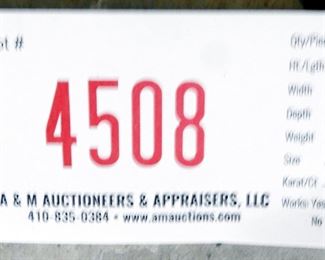 ot #
4508
A & M AUCTIONEERS & APPRAISERS, LLC
410-835-0384 • www.amauctions.com
Qty/Pie
Ht./Lgth
Width
Depth
Weight
Size
Karat/Ct
Works: Yes
No